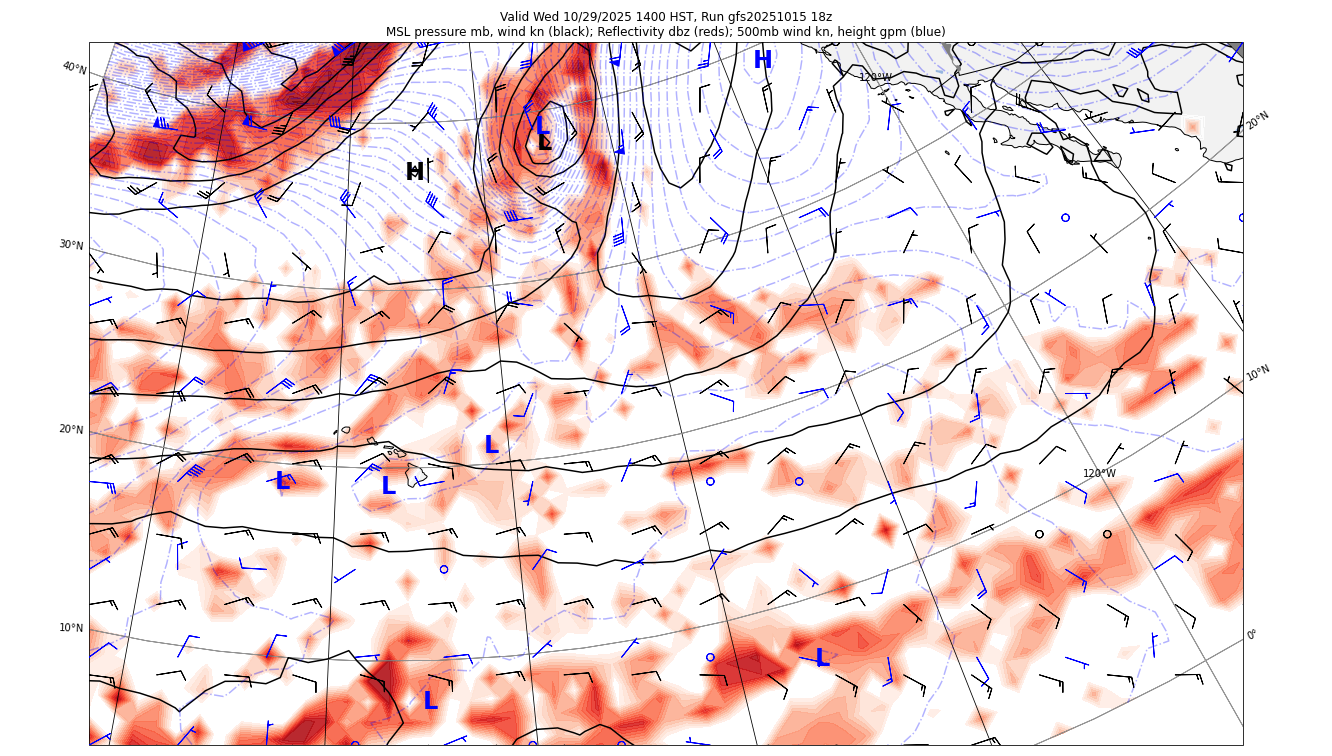 Valid Wed 10/29/2025 1400 HST, Run gfs20251015 18z
MSL pressure mb, wind kn (black); Reflectivity dbz (reds); 500mb wind kn, height gpm (blue)
H
40°N
120°W
20°N
L
L
H
30°N
10°N
20°N
L
120°W
L
L
10°N
0°
L
L